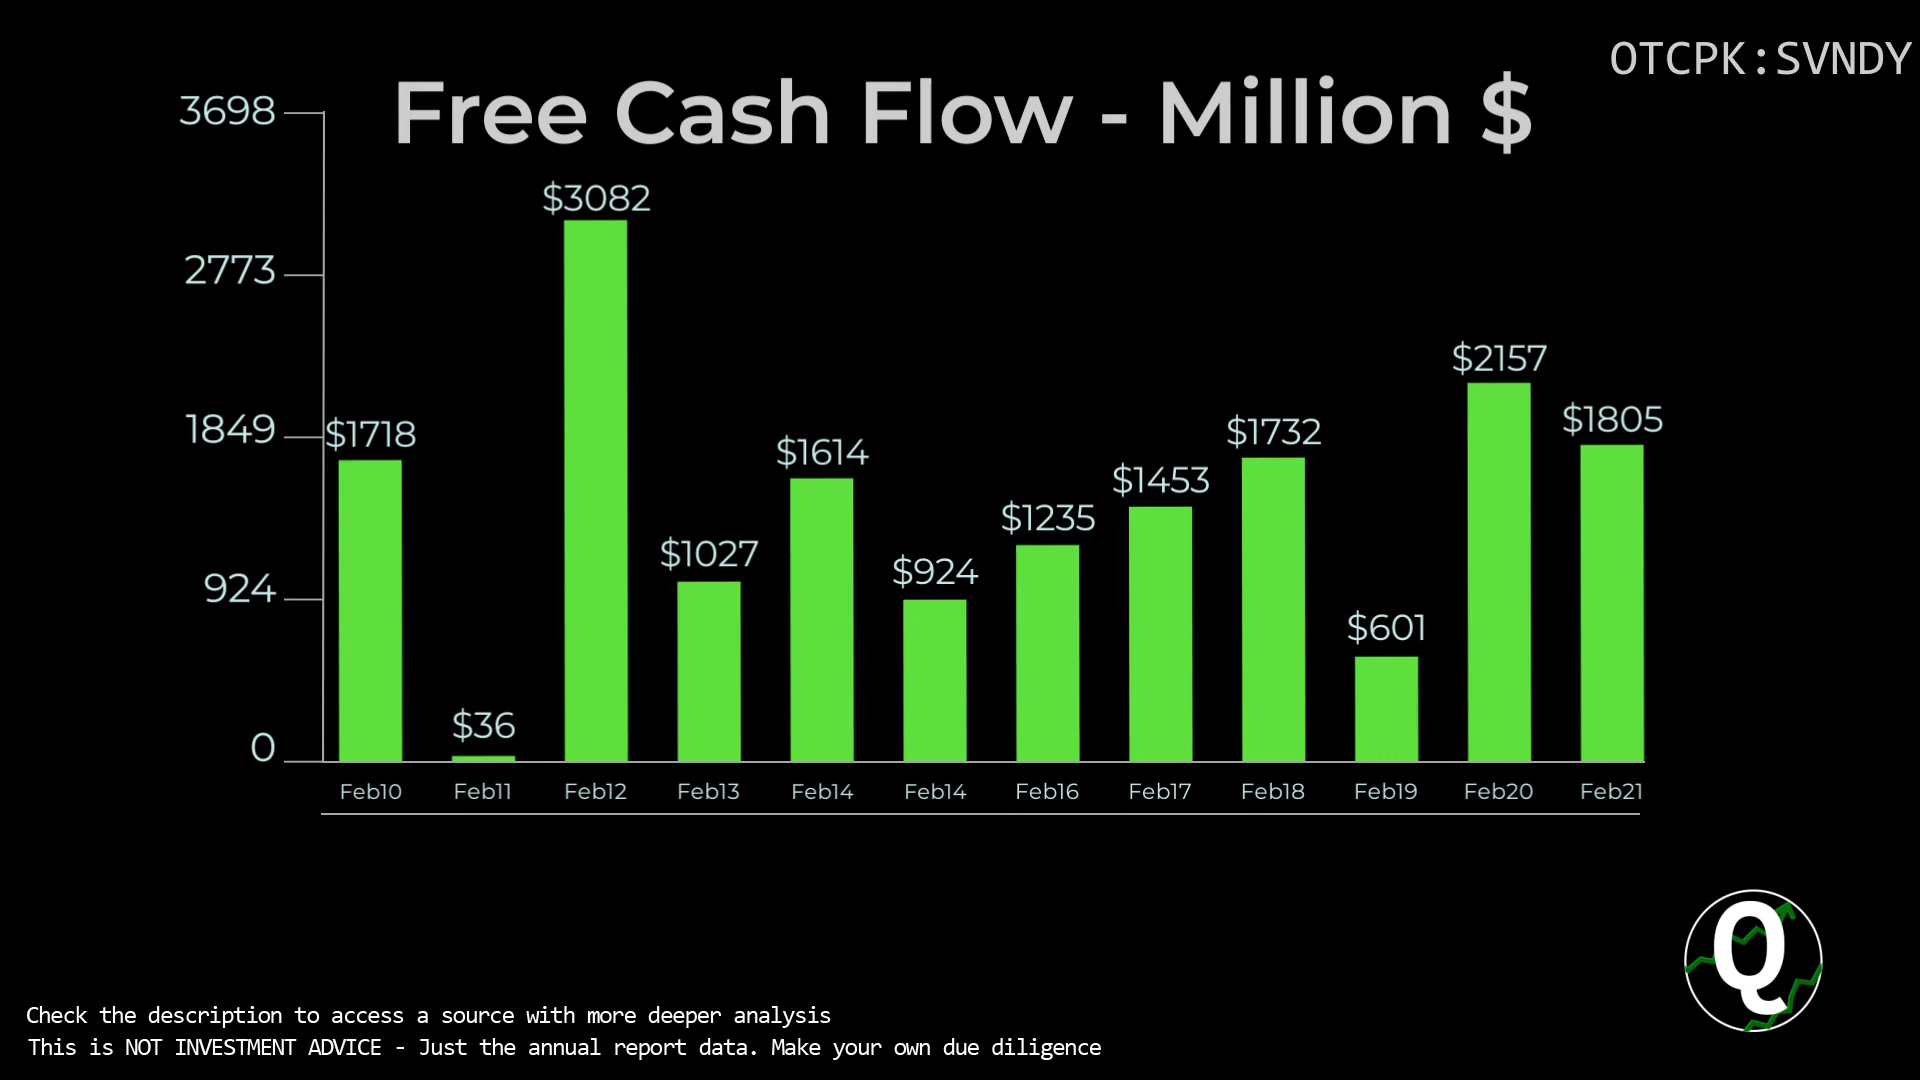 OTCPK:SVNDY
Free Cash Flow - Million $
3698
2773
1849
924
0
$1718
$36
$3082
$1027
$1614
$924
$1235
$1453
$1732
$601
$2157
$1805
Feb10 Feb11 Feb12 Feb13 Feb14 Feb14 Feb16 Feb17 Feb18 Feb19 Feb20 Feb21
Q
Check the description to access a source with more deeper analysis
This is NOT INVESTMENT ADVICE - Just the annual report data. Make your own due diligence